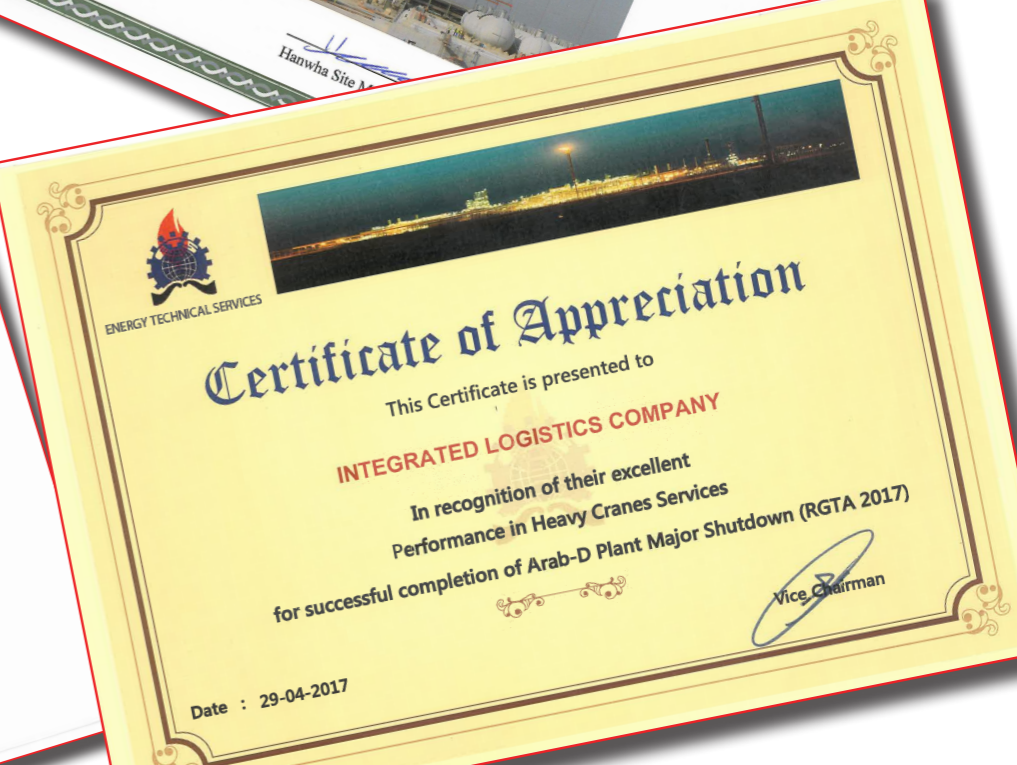 Hanwha Site
ENERGY TECHNICAL SERVICES
Certificate of Appreciation
This Certificate is presented to
INTEGRATED LOGISTICS COMPANY
In recognition of their excellent
Performance in Heavy Cranes Services
for successful completion of Arab-D Plant Major Shutdown (RGTA 2017)
Vice Chairman
Date : 29-04-2017